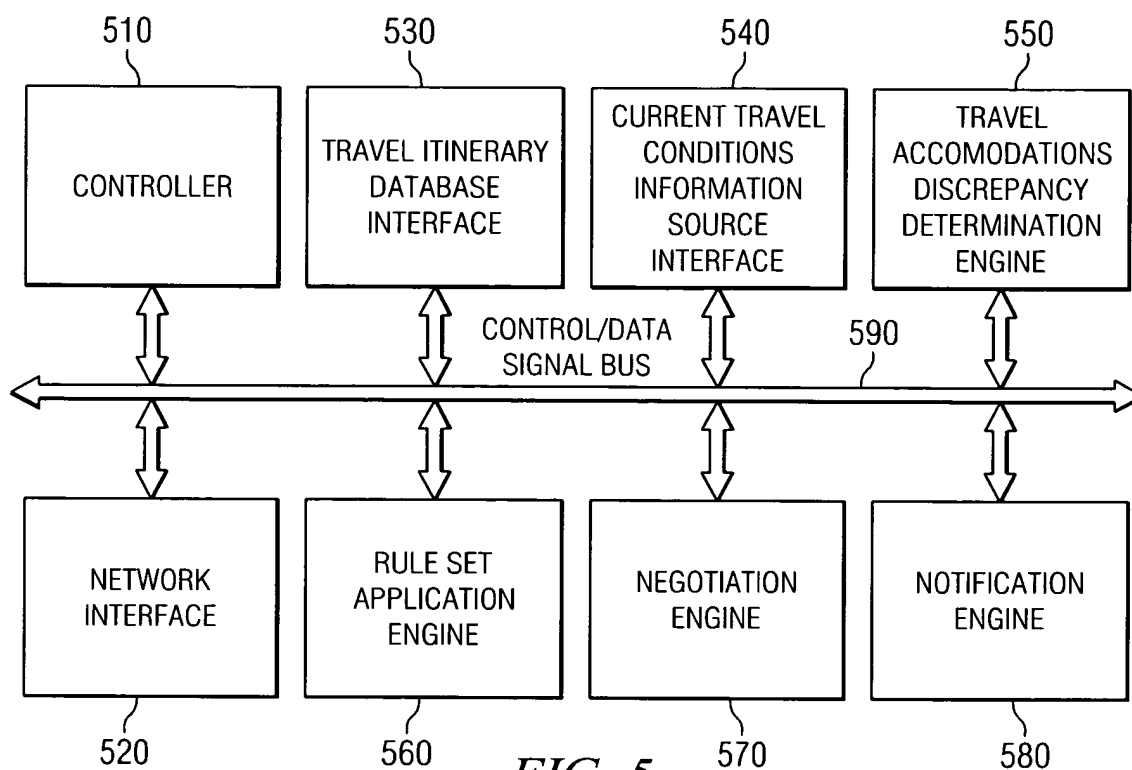 510
530
540
550
CONTROLLER
TRAVEL ITINERARY
DATABASE
INTERFACE
CURRENT TRAVEL
CONDITIONS
INFORMATION
SOURCE
INTERFACE
TRAVEL
ACCOMODATIONS
DISCREPANCY
DETERMINATION
ENGINE
CONTROL/DATA
SIGNAL BUS
590
NETWORK
INTERFACE
RULE SET
APPLICATION
ENGINE
NEGOTIATION
ENGINE
NOTIFICATION
ENGINE
520
560
570
580
FIG. 5